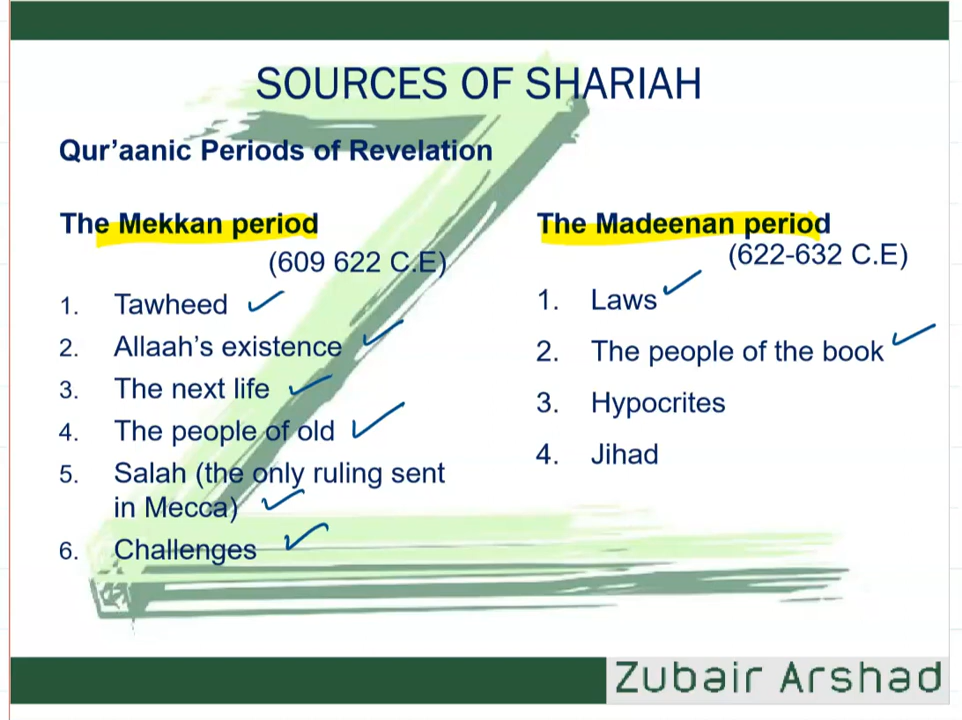 SOURCES OF SHARIAH
Qur’aanic Periods of Revelation
The Mekkan period
(609 622 C.E)
1. Tawheed
2. Allaah’s existence
3. The next life
4. The people of old
5. Salah (the only ruling sent
in Mecca)
6. Challenges
The Madeenan period
(622-632 C.E)
1. Laws
2. The people of the book
3. Hypocrites
4. Jihad
Zubair Arshad